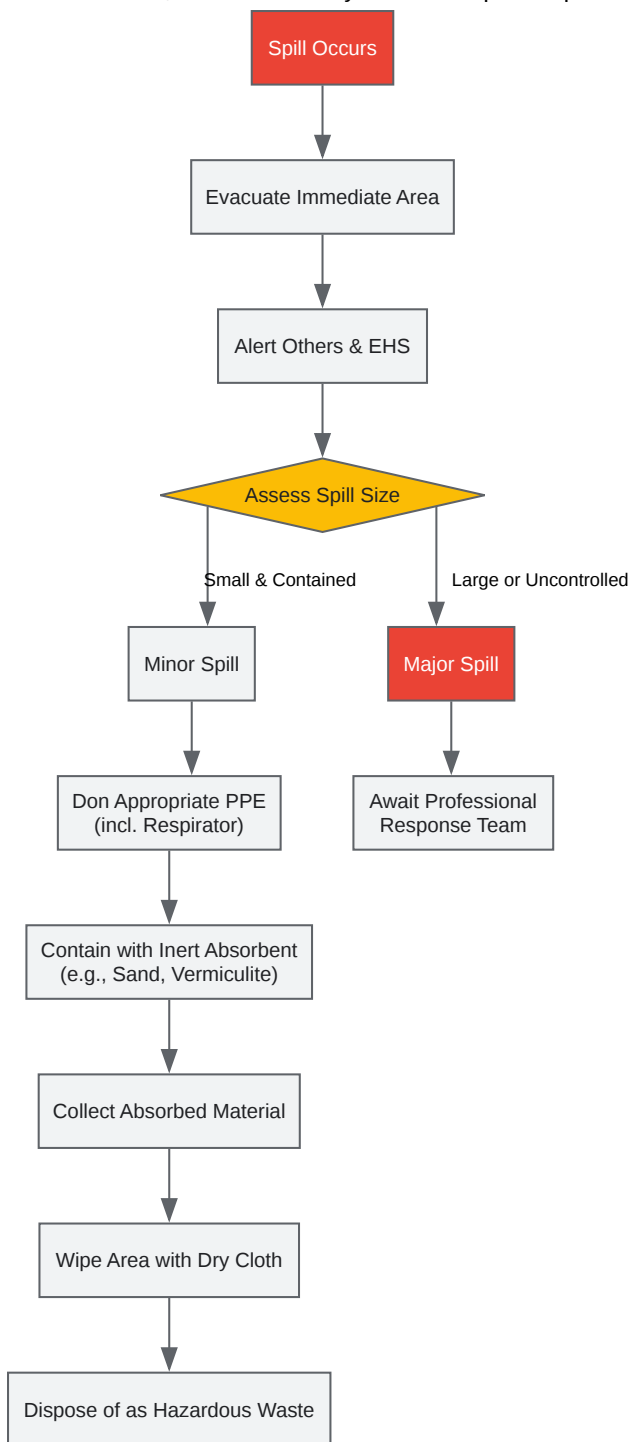 Spill Occurs
Evacuate Immediate Area
Alert Others & EHS
Assess Spill Size
Small & Contained
Large or Uncontrolled
Minor Spill
Major Spill
Don Appropriate PPE
(incl. Respirator)
Await Professional
Response Team
Contain with Inert Absorbent
(e.g., Sand, Vermiculite)
Collect Absorbed Material
Wipe Area with Dry Cloth
Dispose of as Hazardous Waste